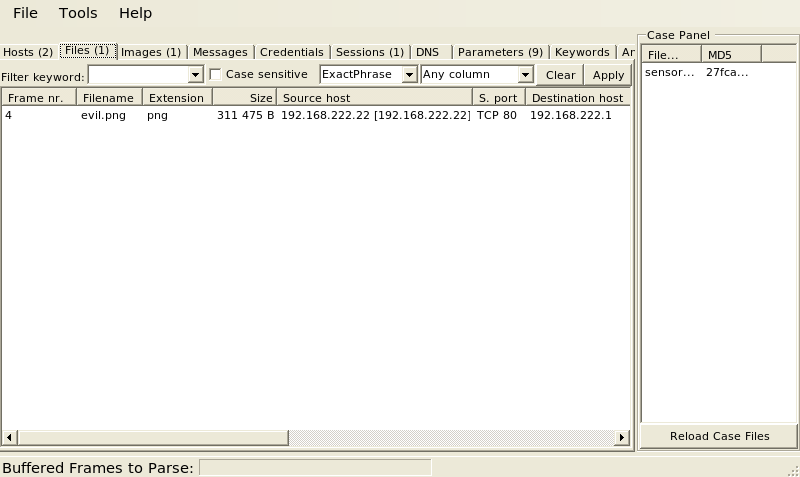 File Tools Help
Case Panel
Hosts (2) Files (1) Images (1) Messages Credentials Sessions (1) DNS Parameters (9) Keywords An
File... MD5
Filter keyword: Case sensitive ExactPhrase Any column Clear Apply
sensor... 27fca...
Frame nr. Filename Extension Size Source host S. port Destination host
4 evil.png png 311 475 B 192.168.222.22 [192.168.222.22] TCP 80 192.168.222.1
Reload Case Files
Buffered Frames to Parse: